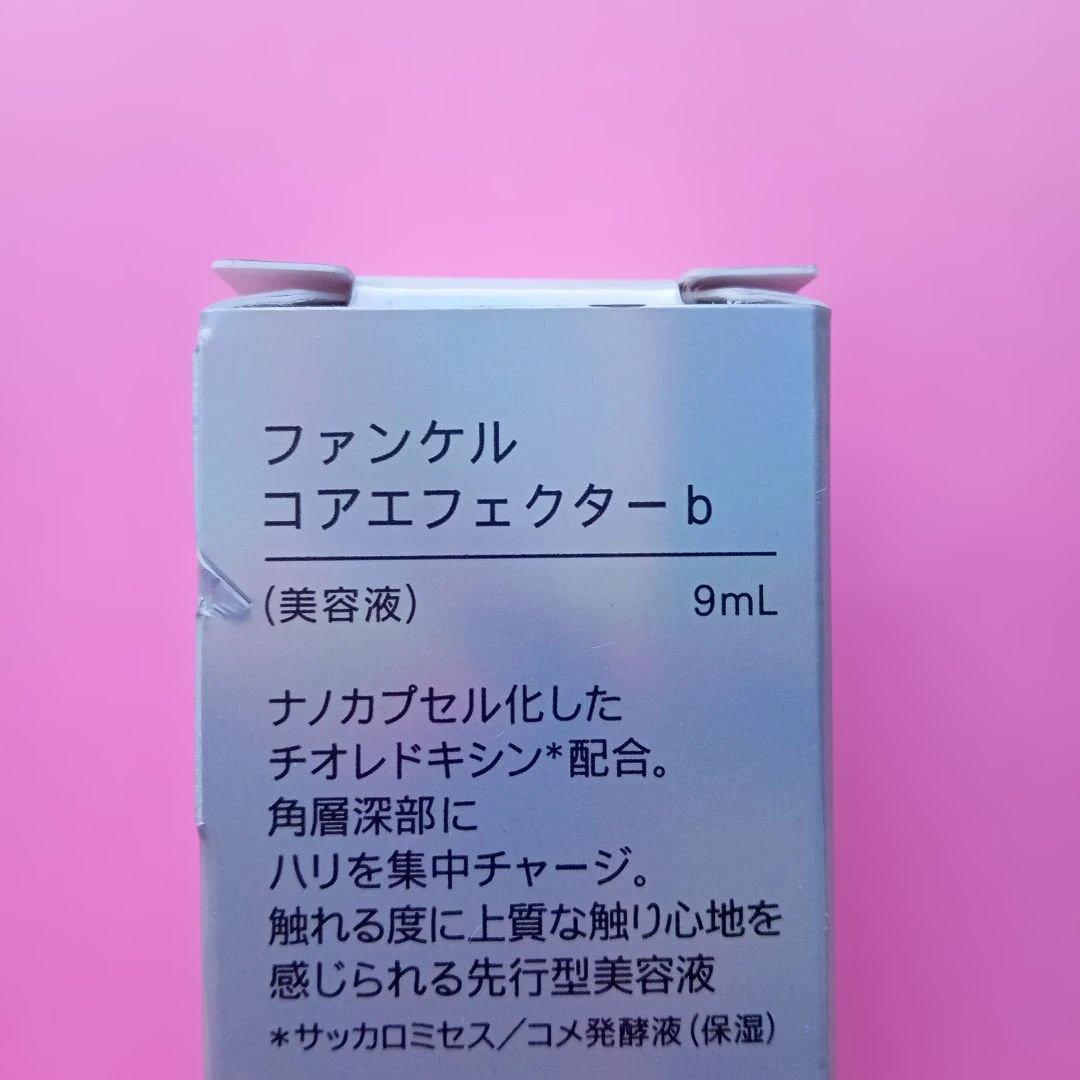 ファンケル
コアエフェクター b
(美容液) 9mL
ナノカプセル化した
チオレドキシン*配合。
角層深部に
ハリを集中チャージ。
触れる度に上質な触り心地を
感じられる先行型美容液
*サッカロミセス/コメ発酵液(保湿)